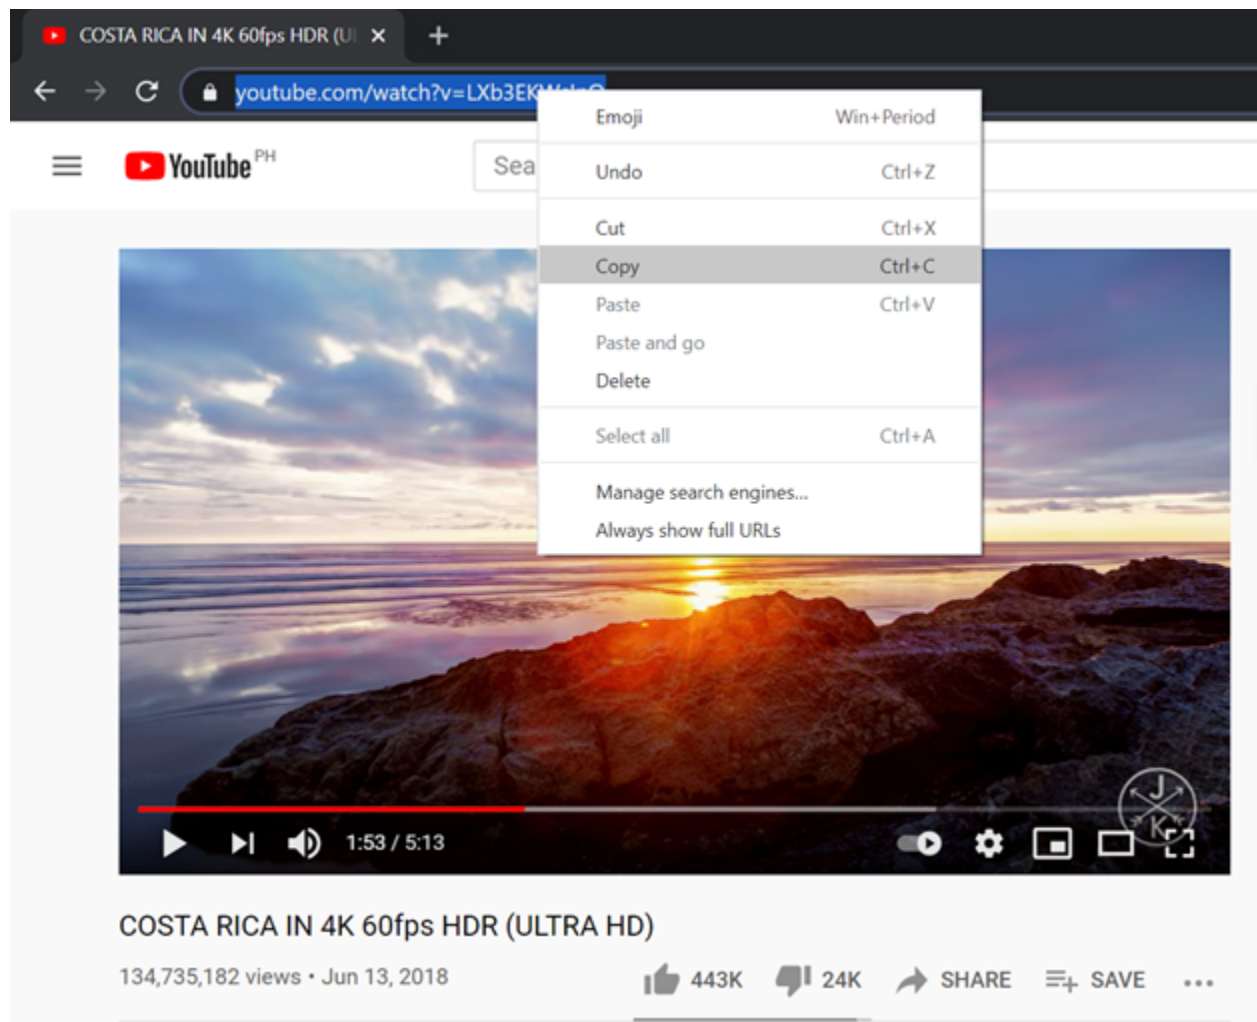 COSTA RICA IN 4K 60fps HDR (UL
youtube.com/watch?v=LXb3EKWsInQ
YouTube PH
Sea
Emoji Win+Period
Undo Ctrl+Z
Cut Ctrl+X
Copy Ctrl+C
Paste Ctrl+V
Paste and go
Delete
Select all Ctrl+A
Manage search engines...
Always show full URLs
JK
1:53 / 5:13
COSTA RICA IN 4K 60fps HDR (ULTRA HD)
134,735,182 views • Jun 13, 2018 443K 24K SHARE SAVE